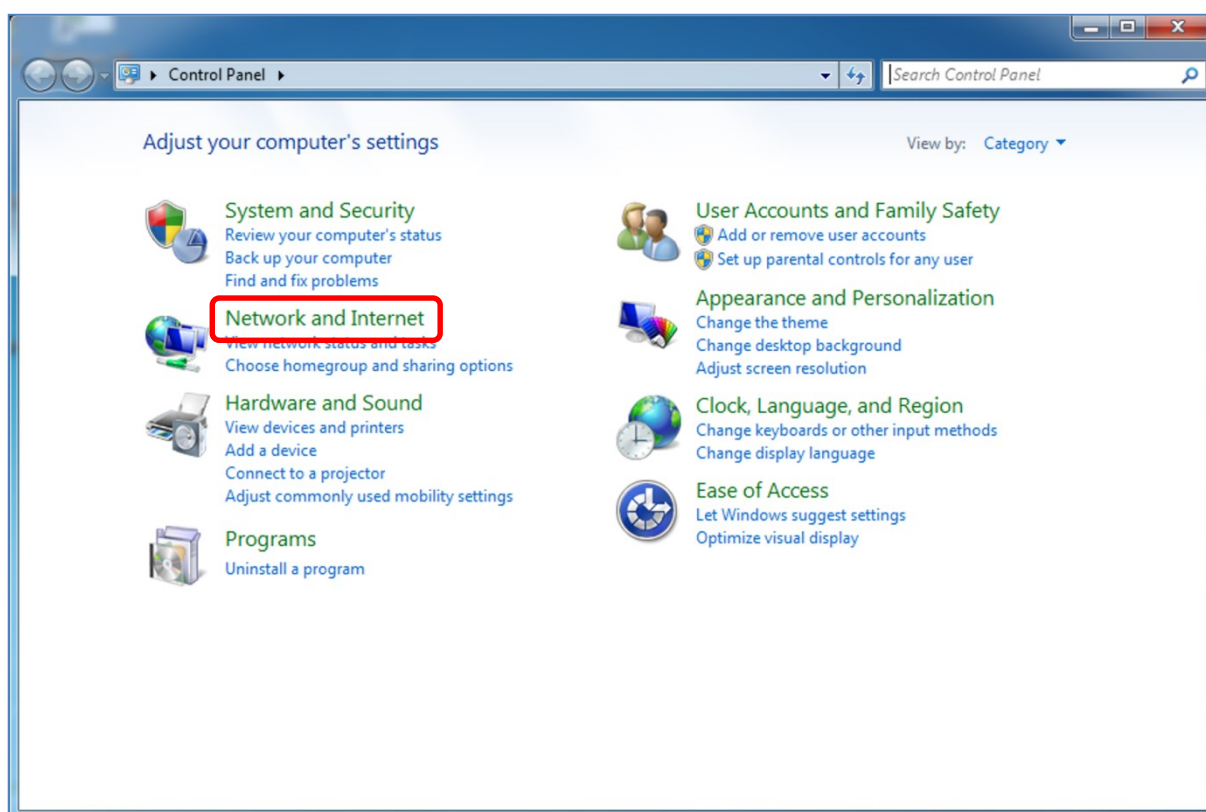 Control Panel
Search Control Panel
Adjust your computer's settings
View by: Category
System and Security
Review your computer's status
Back up your computer
Find and fix problems
Network and Internet
View network status and tasks
Choose homegroup and sharing options
Hardware and Sound
View devices and printers
Add a device
Connect to a projector
Adjust commonly used mobility settings
Programs
Uninstall a program
User Accounts and Family Safety
Add or remove user accounts
Set up parental controls for any user
Appearance and Personalization
Change the theme
Change desktop background
Adjust screen resolution
Clock, Language, and Region
Change keyboards or other input methods
Change display language
Ease of Access
Let Windows suggest settings
Optimize visual display